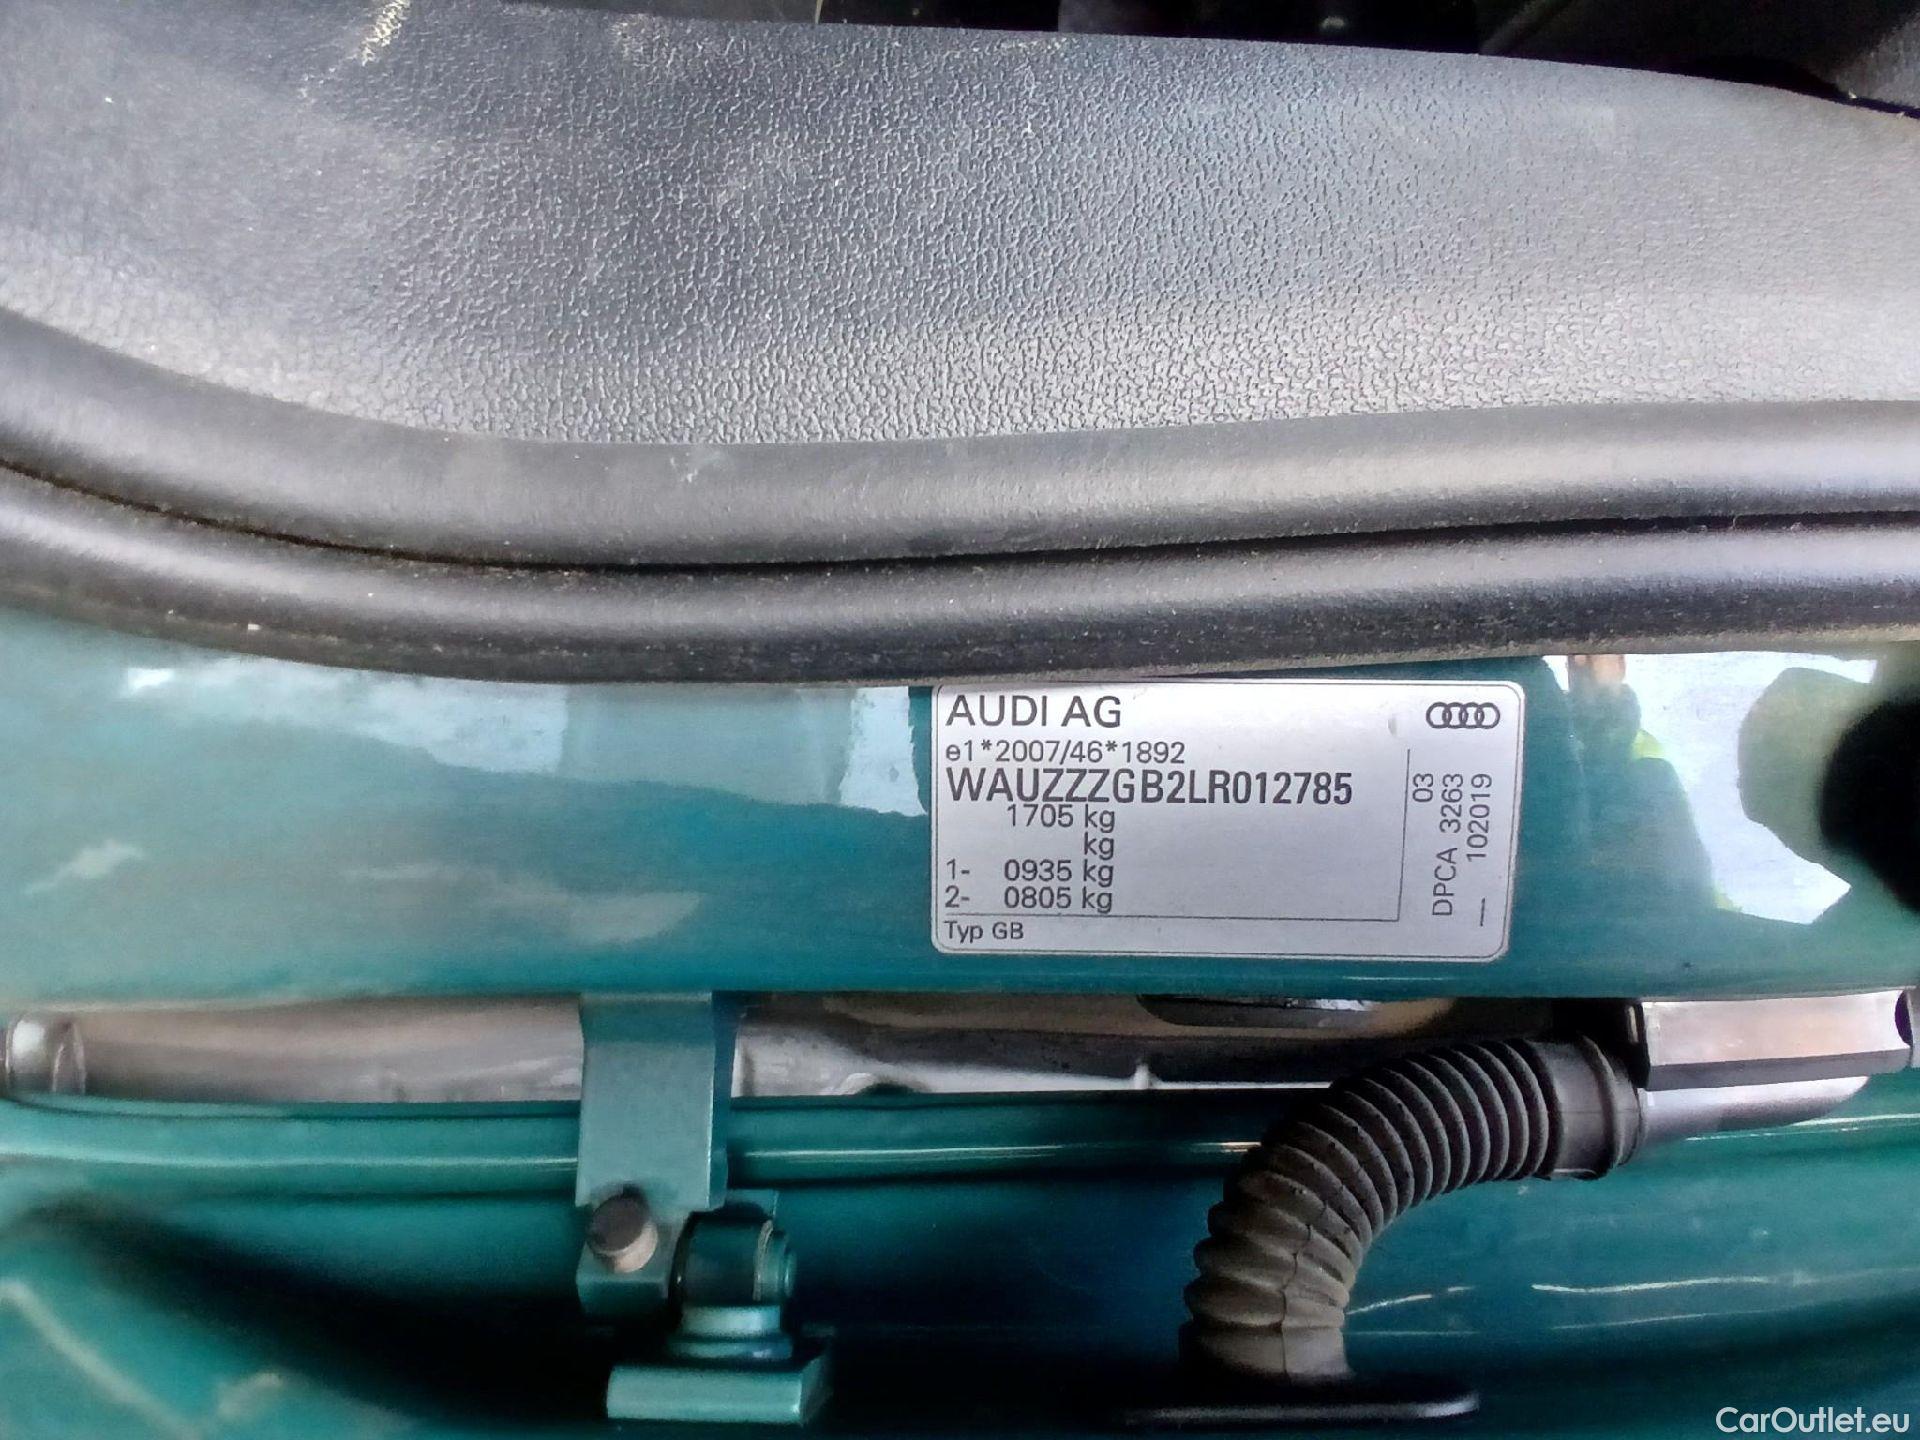 AUDI AG
e1*2007/46*1892
WAUZZZGB2LR012785
1705 kg
kg
1- 0935 kg
2- 0805 kg
Typ GB
03
DPCA 3263
— 102019
CarOutlet.eu